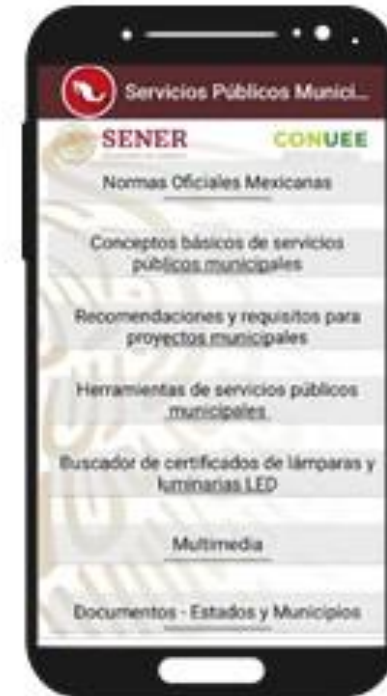 Servicios Públicos Munici...
SENER
CONUEE
Normas Oficiales Mexicanas
Conceptos básicos de servicios
públicos municipales
Recomendaciones y requisitos para
proyectos municipales
Herramientas de servicios públicos
municipales
Buscador de certificados de lámparas y
luminarias LED
Multimedia
Documentos - Estados y Municipios